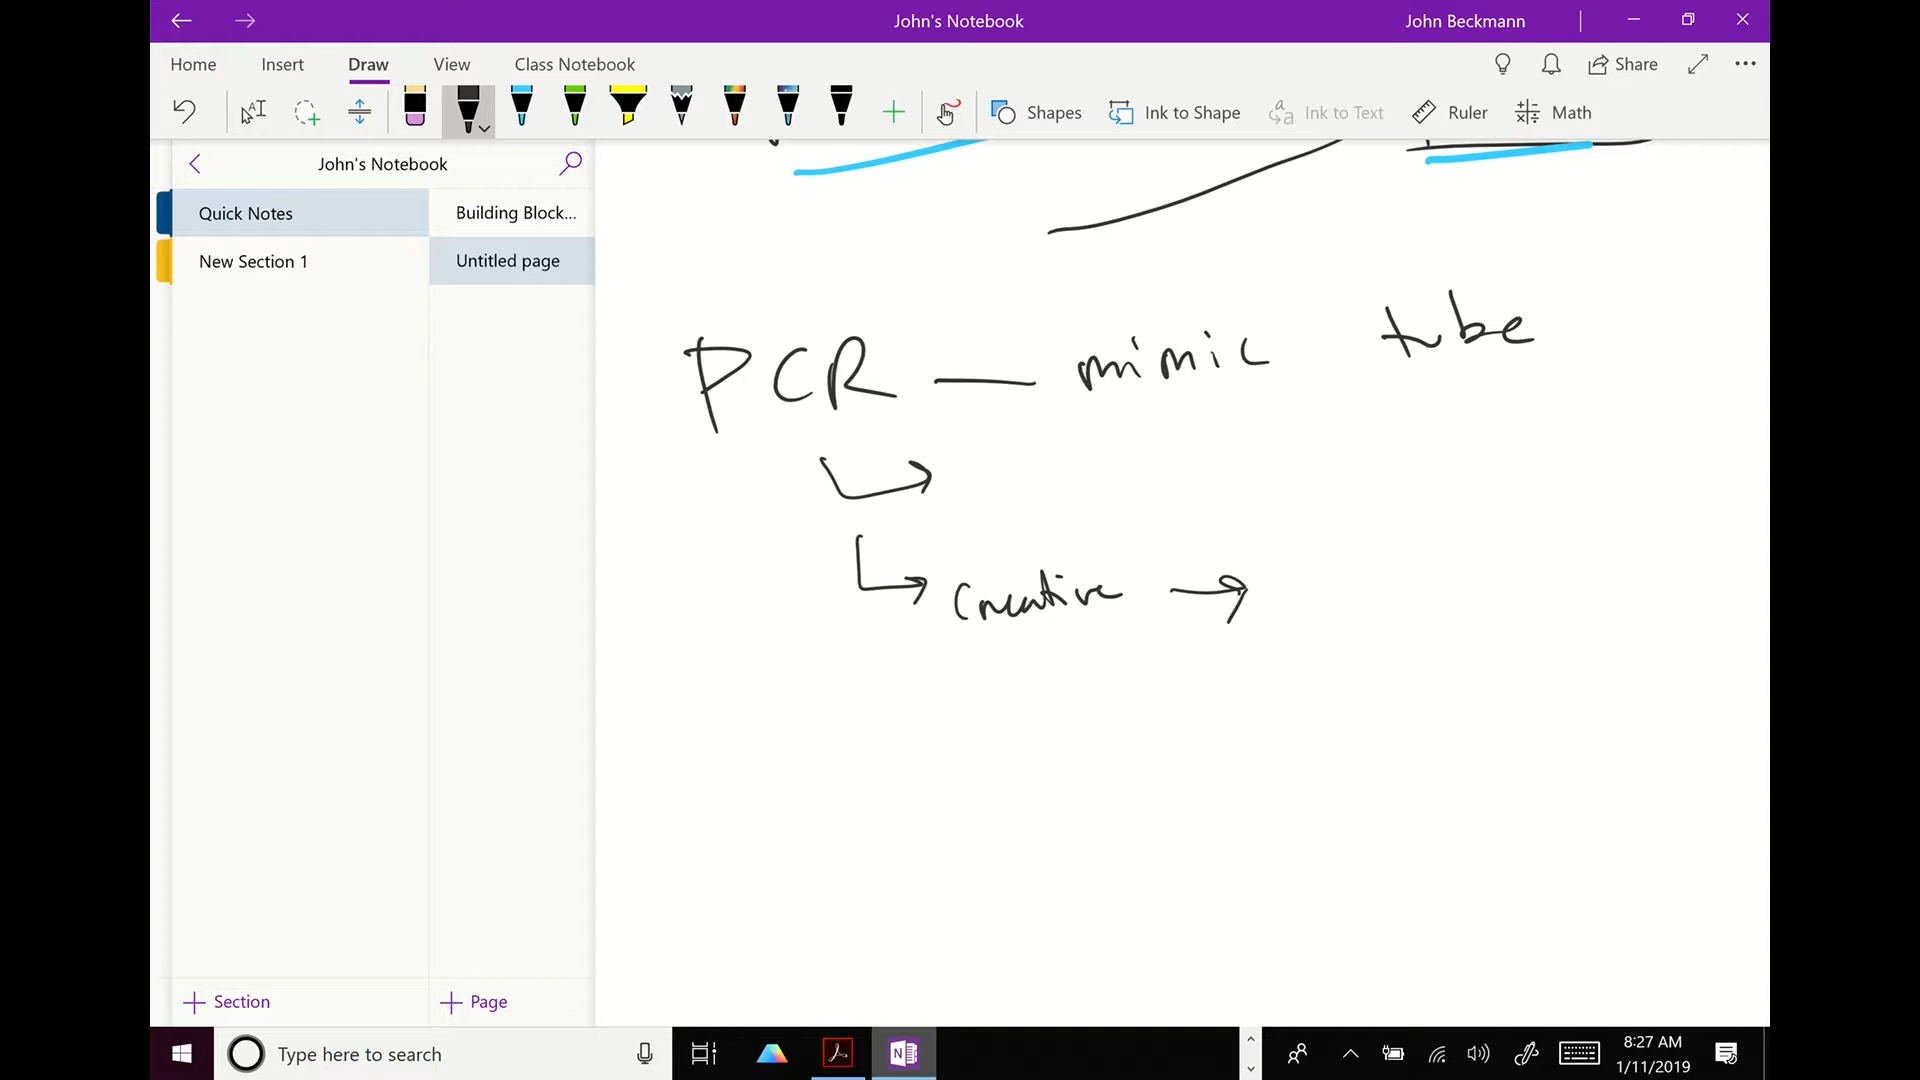 John's Notebook John Beckmann
Home Insert Draw View Class Notebook Share
Shapes Ink to Shape Ink to Text Ruler Math
John's Notebook
Quick Notes Building Block...
New Section 1 Untitled page
PCR — mimic tube
creative →
Section Page
Type here to search 8:27 AM
1/11/2019